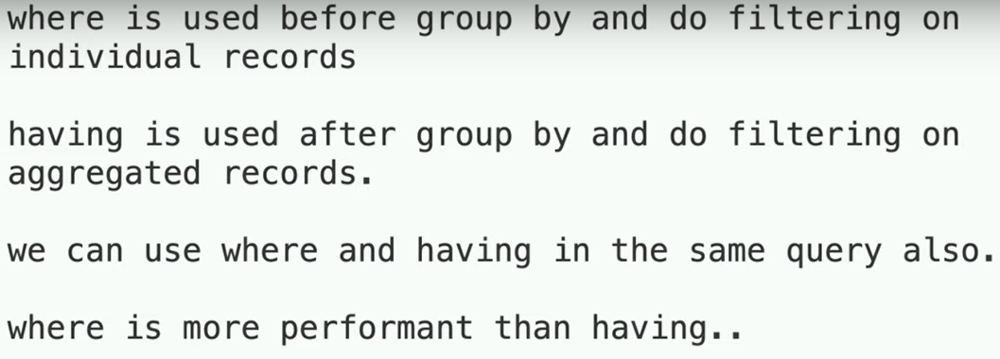 where is used before group by and do filtering on
individual records
having is used after group by and do filtering on
aggregated records.
we can use where and having in the same query also.
where is more performant than having..